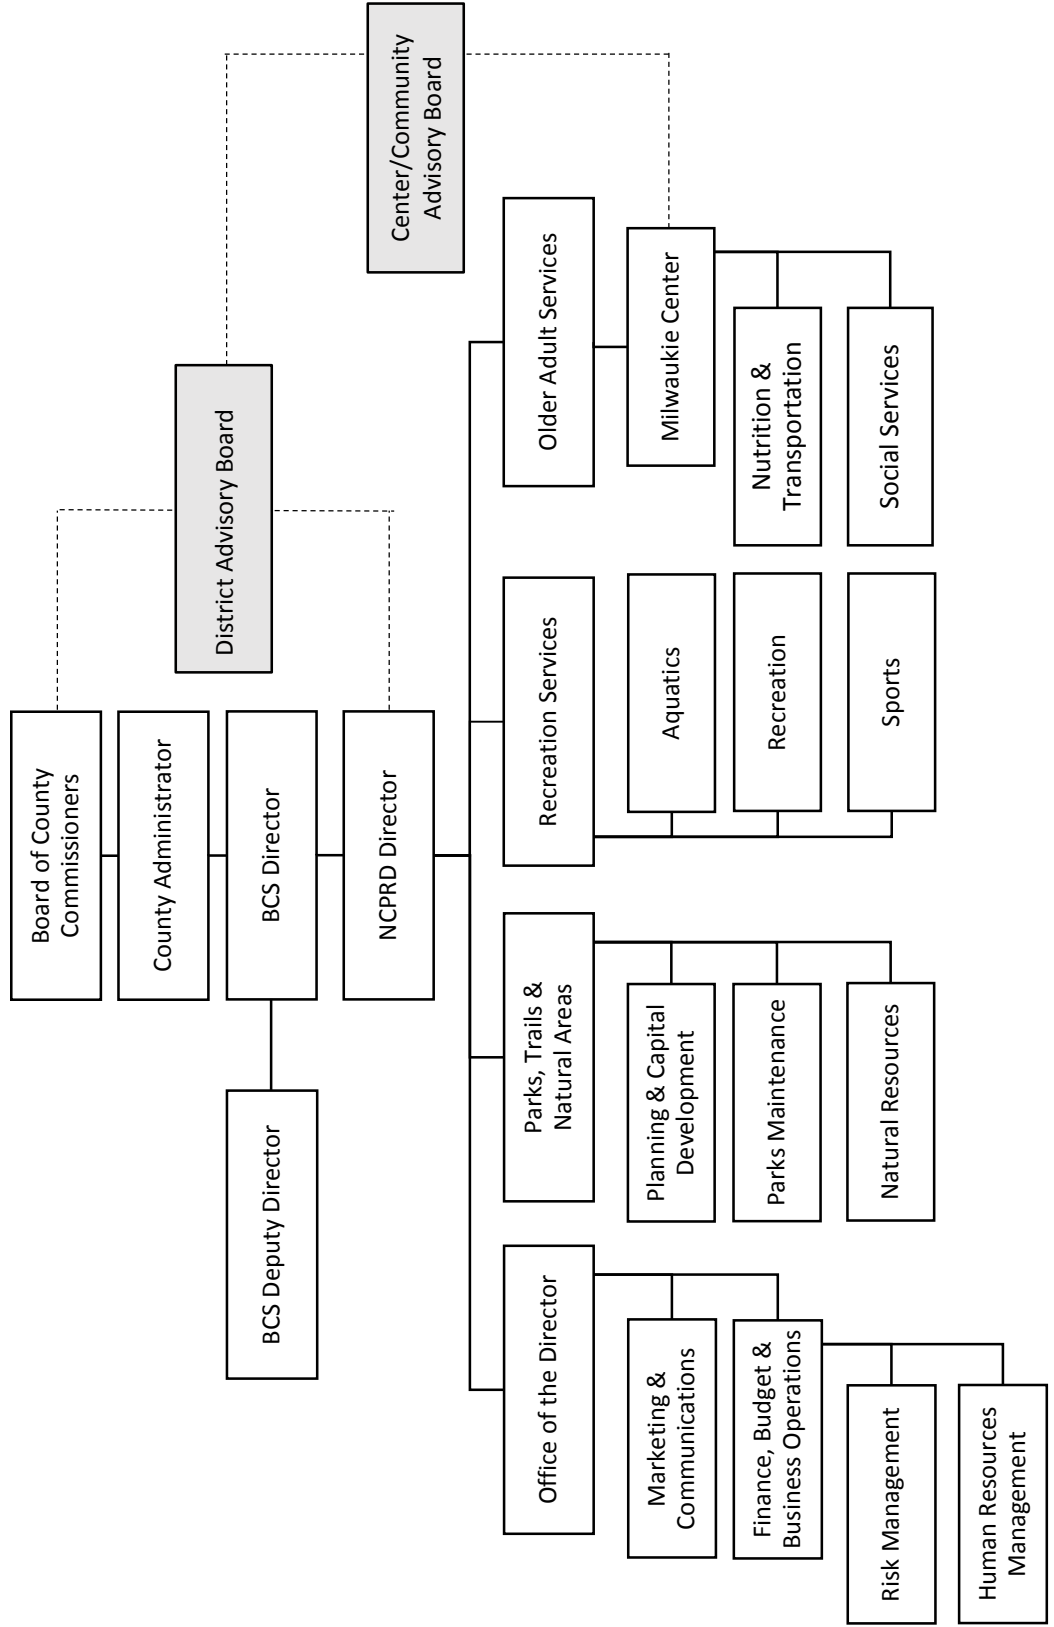 Board of County
Commissioners
County Administrator
District Advisory Board
BCS Deputy Director
BCS Director
NCPRD Director
Center/Community
Advisory Board
Office of the Director
Parks, Trails &
Natural Areas
Recreation Services
Older Adult Services
Marketing &
Communications
Planning & Capital
Development
Aquatics
Milwaukie Center
Finance, Budget &
Business Operations
Parks Maintenance
Recreation
Nutrition &
Transportation
Risk Management
Natural Resources
Sports
Social Services
Human Resources
Management